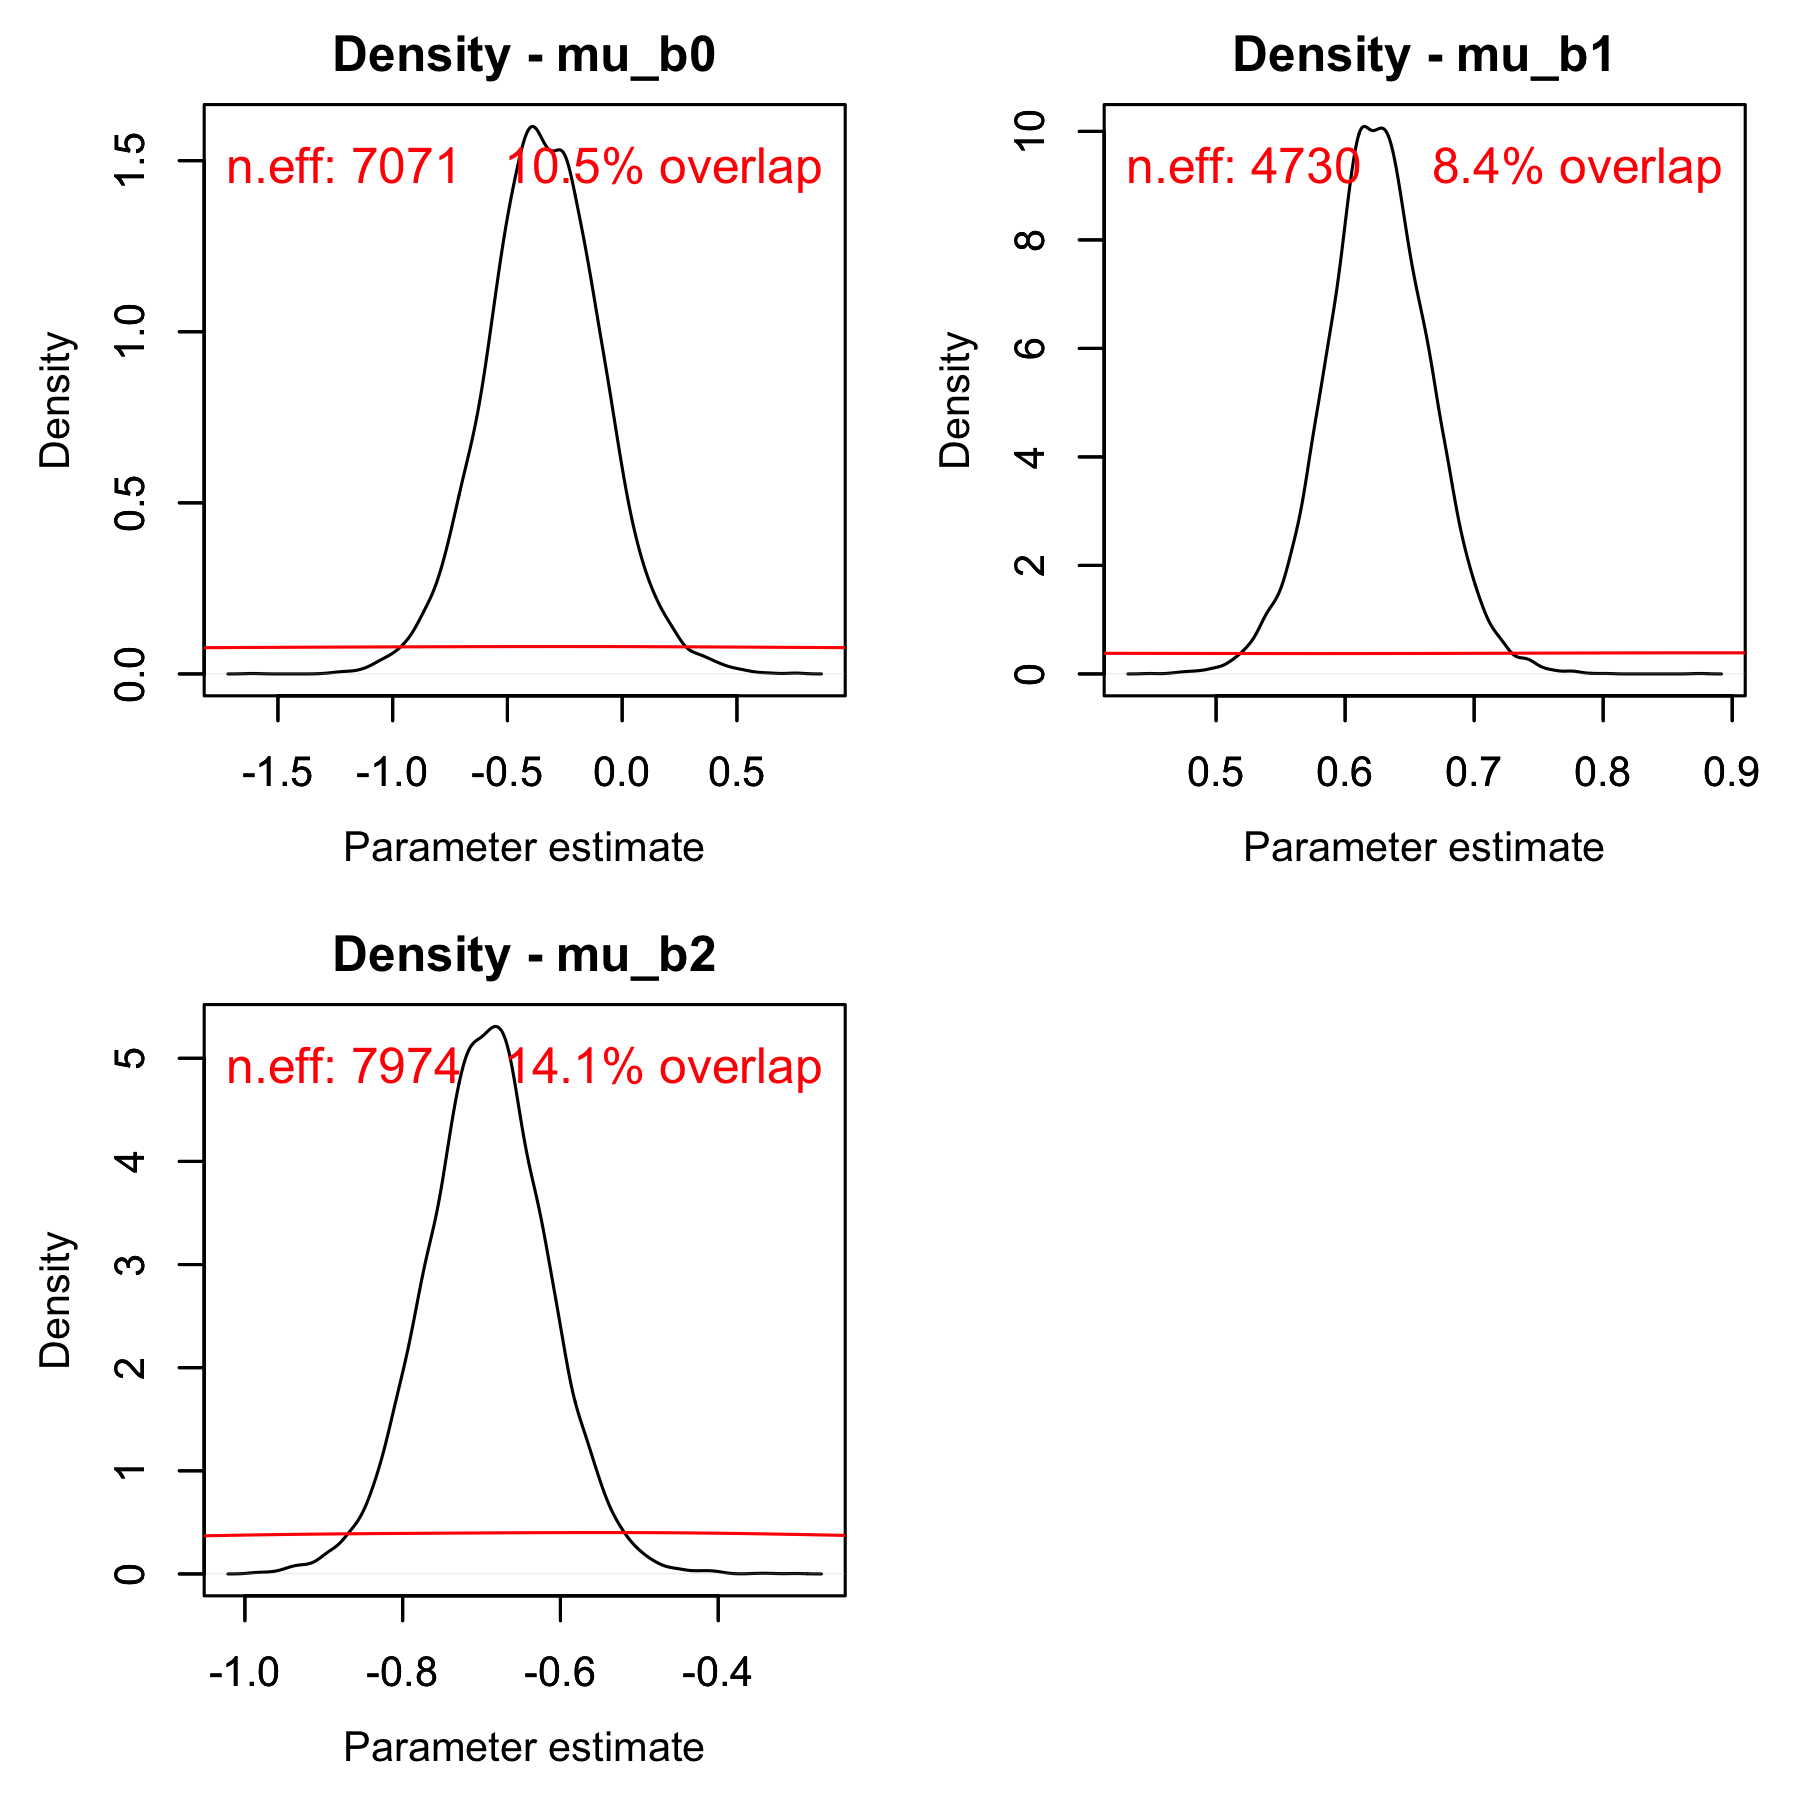 Density - mu_b0
n.eff: 7071 10.5% overlap
Density
0.0 0.5 1.0 1.5
-1.5 -1.0 -0.5 0.0 0.5
Parameter estimate
Density - mu_b1
n.eff: 4730 8.4% overlap
Density
0 2 4 6 8 10
0.5 0.6 0.7 0.8 0.9
Parameter estimate
Density - mu_b2
n.eff: 7974 14.1% overlap
Density
0 1 2 3 4 5
-1.0 -0.8 -0.6 -0.4
Parameter estimate